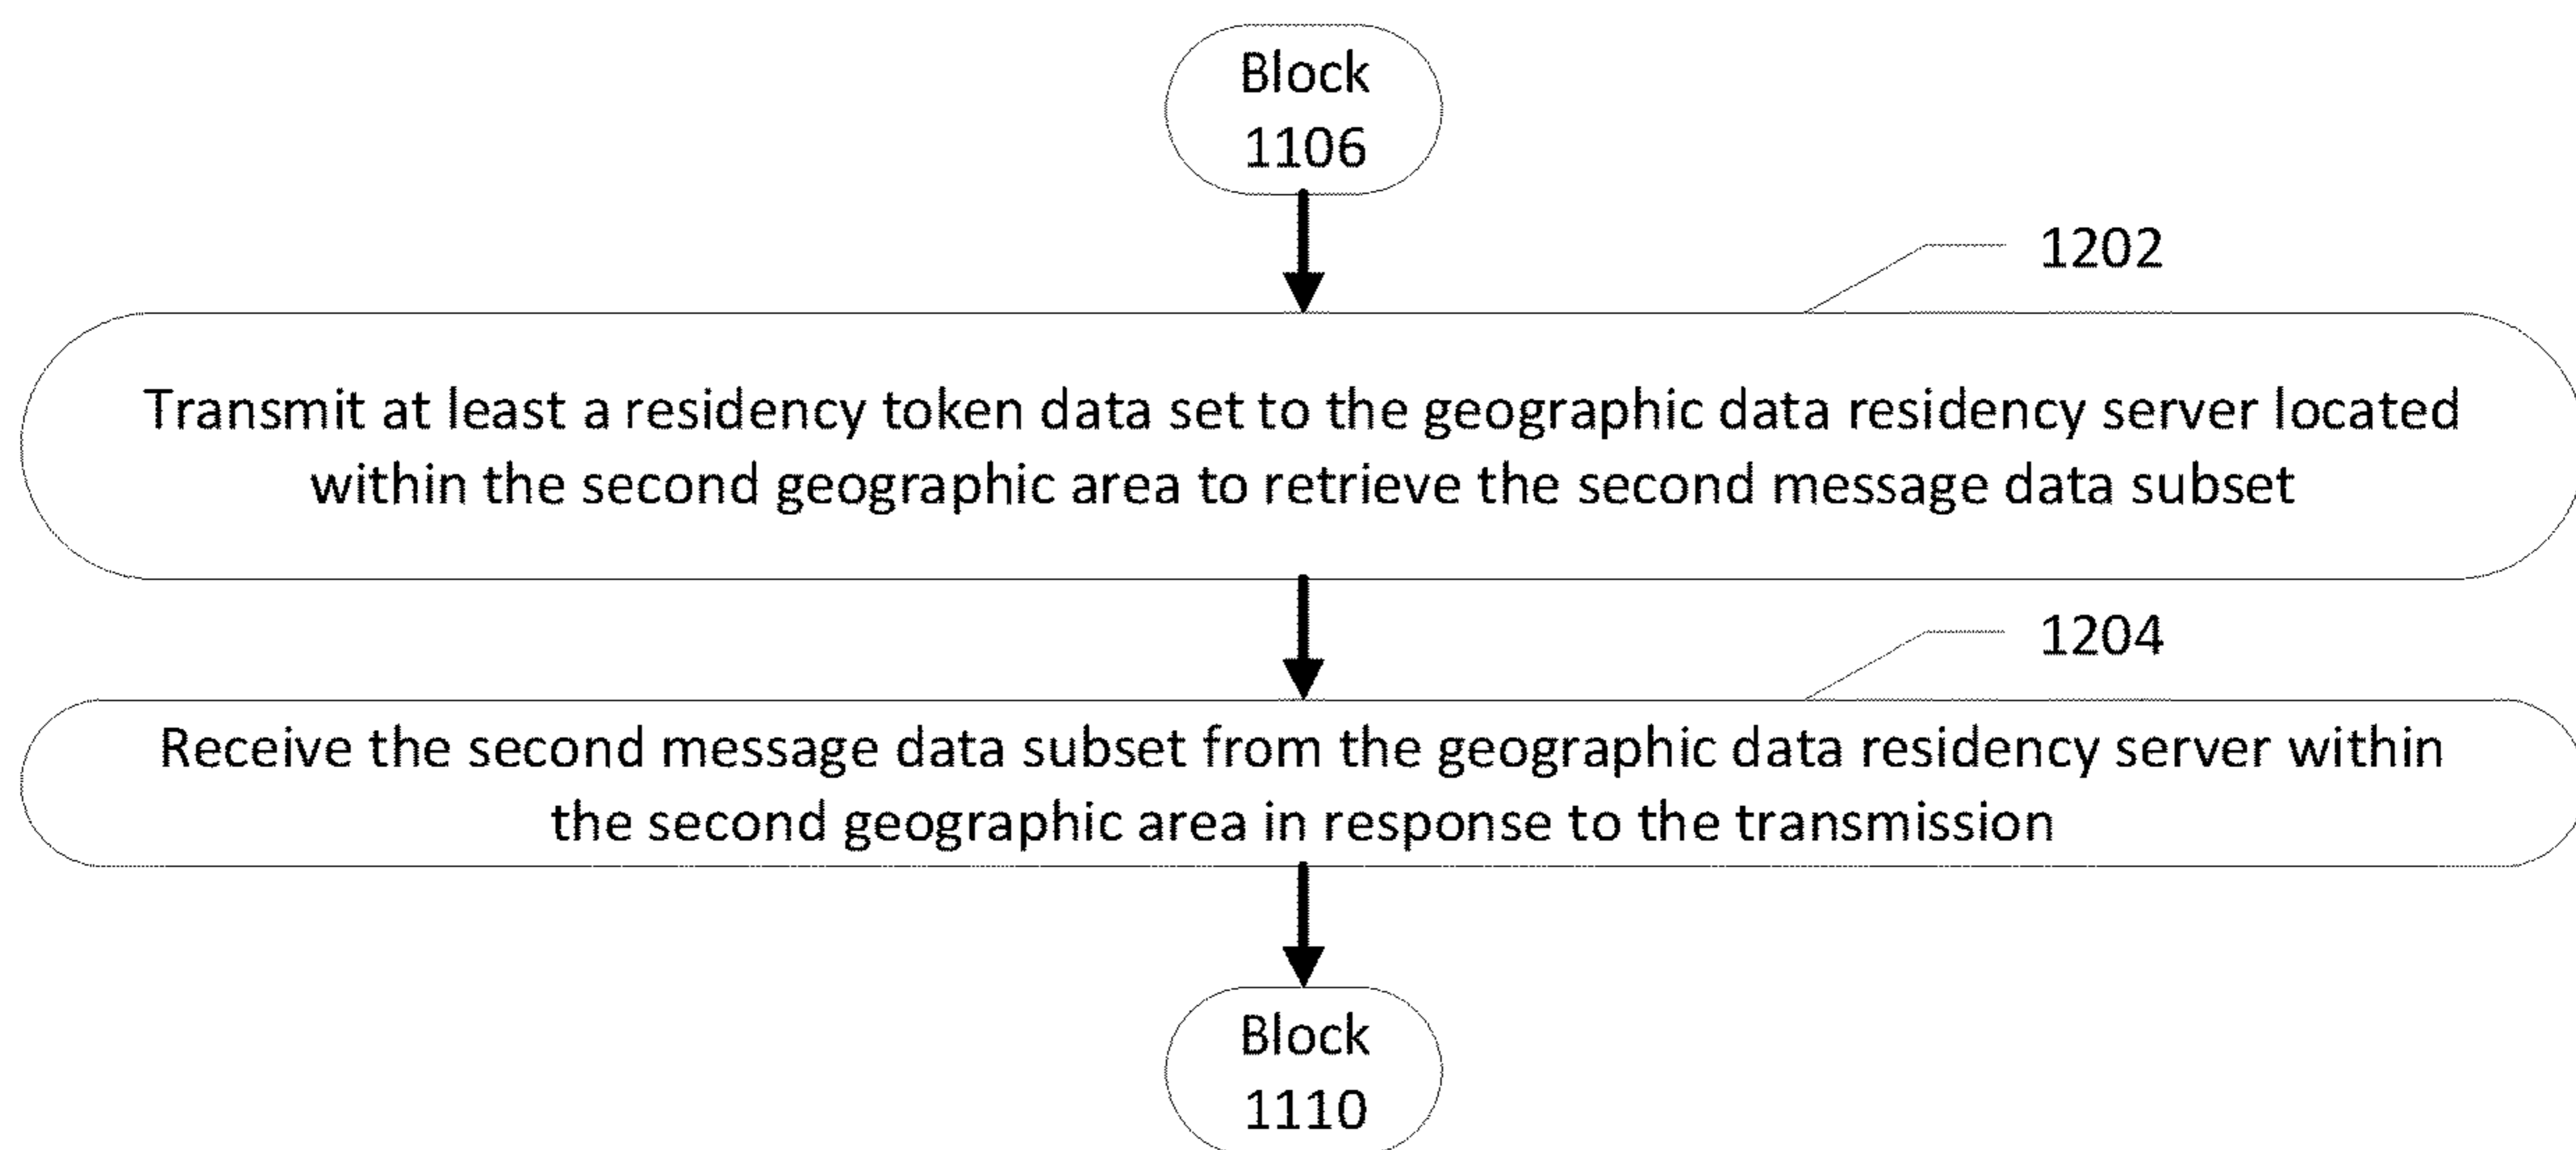 Block
1106
1202
Transmit at least a residency token data set to the geographic data residency server located
within the second geographic area to retrieve the second message data subset
1204
Receive the second message data subset from the geographic data residency server within
the second geographic area in response to the transmission
Block
1110